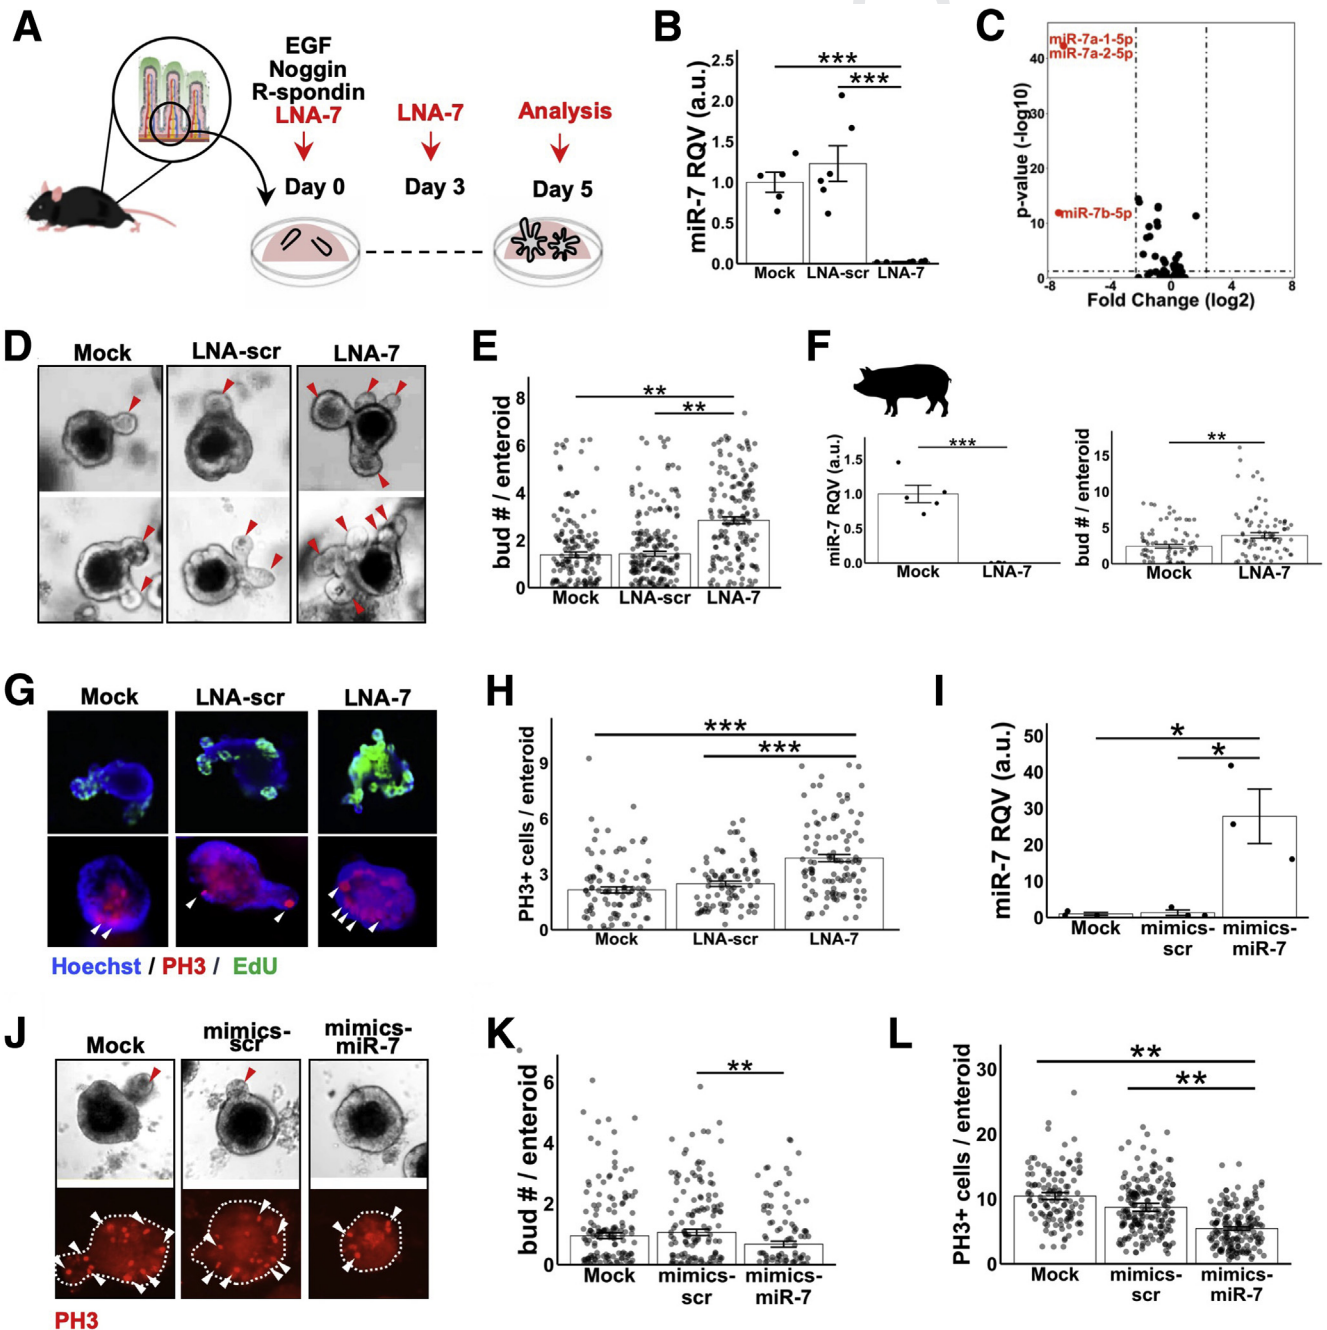 A
EGF
Noggin
R-spondin
LNA-7
LNA-7
Analysis
Day 0
Day 3
Day 5
B
miR-7 RQV (a.u.)
2.5
2.0
1.5
1.0
0.5
0.0
***
***
Mock
LNA-scr
LNA-7
C
p-value (-log10)
40
30
20
10
0
miR-7a-1-5p
miR-7a-2-5p
miR-7b-5p
-8
-4
0
4
8
Fold Change (log2)
D
Mock
LNA-scr
LNA-7
E
bud # / enteroid
8
6
4
2
0
**
**
Mock
LNA-scr
LNA-7
F
miR-7 RQV (a.u.)
1.5
1.0
0.5
0.0
***
Mock
LNA-7
bud # / enteroid
15
10
5
0
**
Mock
LNA-7
G
Mock
LNA-scr
LNA-7
Hoechst / PH3 / EdU
H
PH3+ cells / enteroid
9
6
3
0
***
***
Mock
LNA-scr
LNA-7
I
miR-7 RQV (a.u.)
50
40
30
20
10
0
*
*
Mock
mimics-
scr
mimics-
miR-7
J
Mock
mimics-
scr
mimics-
miR-7
PH3
K
bud # / enteroid
6
4
2
0
**
Mock
mimics-
scr
mimics-
miR-7
L
PH3+ cells / enteroid
30
20
10
0
**
**
Mock
mimics-
scr
mimics-
miR-7